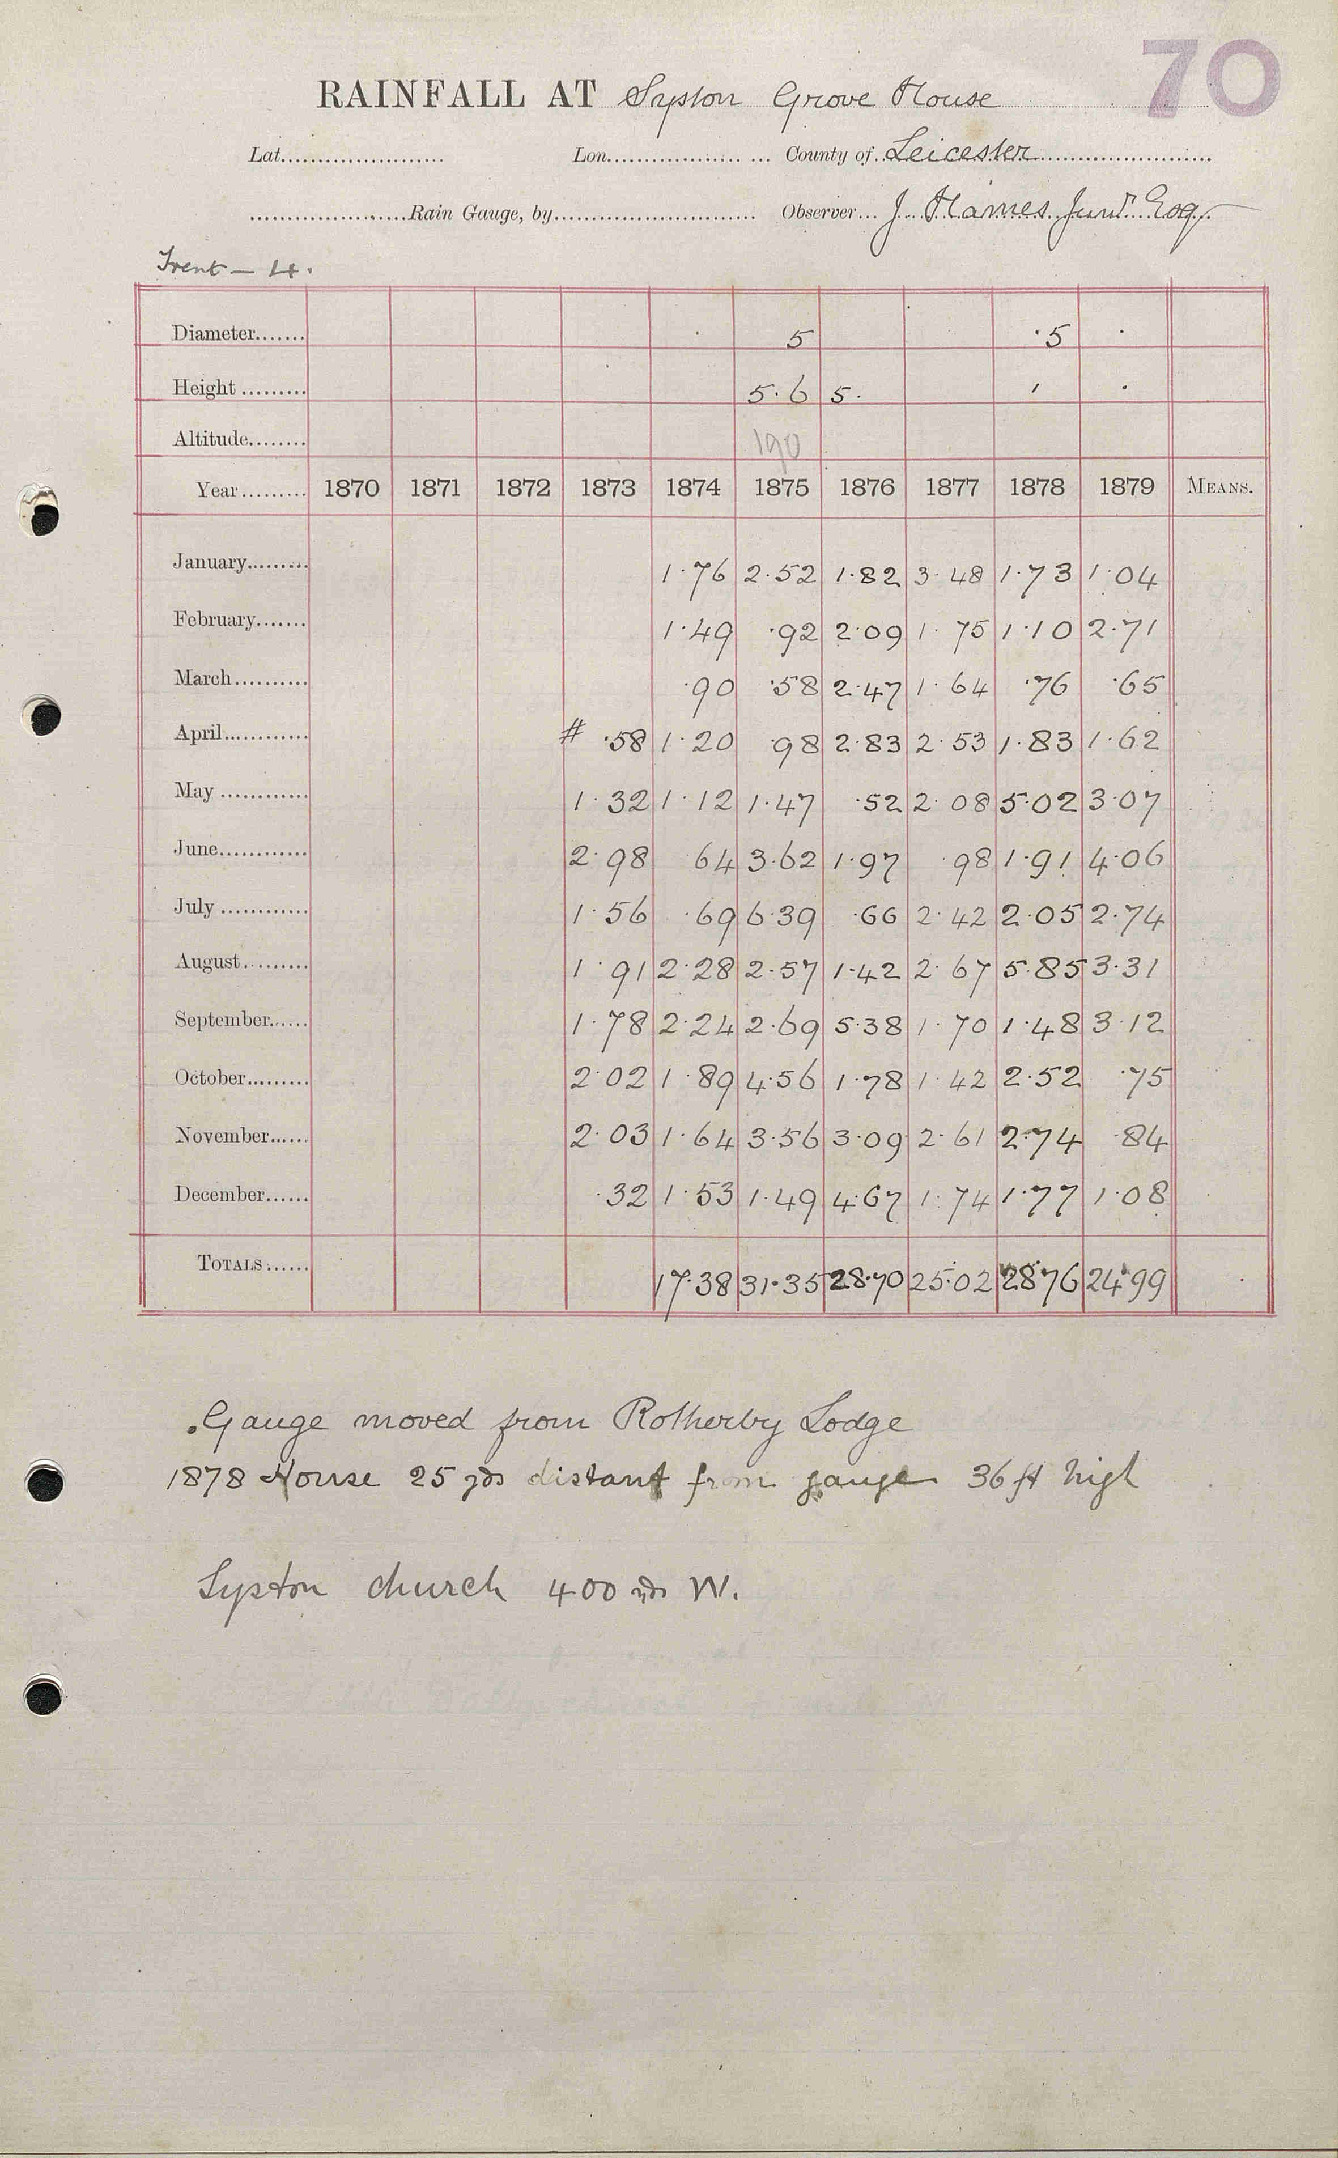 70
RAINFALL AT Syston Grove House
Lat. Lon. County of Leicester
Rain Gauge, by Observer J. Hames Junr. Esq.
Trent — 4.
Diameter 5 5
Height 5.6 5.
Altitude 190
Year 1870 1871 1872 1873 1874 1875 1876 1877 1878 1879 MEANS.
January 1.76 2.52 1.82 3.48 1.73 1.04
February 1.49 .92 2.09 1.75 1.10 2.71
March .90 .58 2.47 1.64 .76 .65
April # .58 1.20 .98 2.83 2.53 1.83 1.62
May 1.32 1.12 1.47 .52 2.08 5.02 3.07
June 2.98 .64 3.62 1.97 .98 1.91 4.06
July 1.56 .69 6.39 .66 2.42 2.05 2.74
August 1.91 2.28 2.57 1.42 2.67 5.85 3.31
September 1.78 2.24 2.69 5.38 1.70 1.48 3.12
October 2.02 1.89 4.56 1.78 1.42 2.52 .75
November 2.03 1.64 3.56 3.09 2.61 2.74 .84
December .32 1.53 1.49 4.67 1.74 1.77 1.08
TOTALS 17.38 31.35 28.70 25.02 28.76 24.99
Gauge moved from Rotherby Lodge
1878 House 25 yds distant from gauge 36 ft high
Syston church 400 yds W.